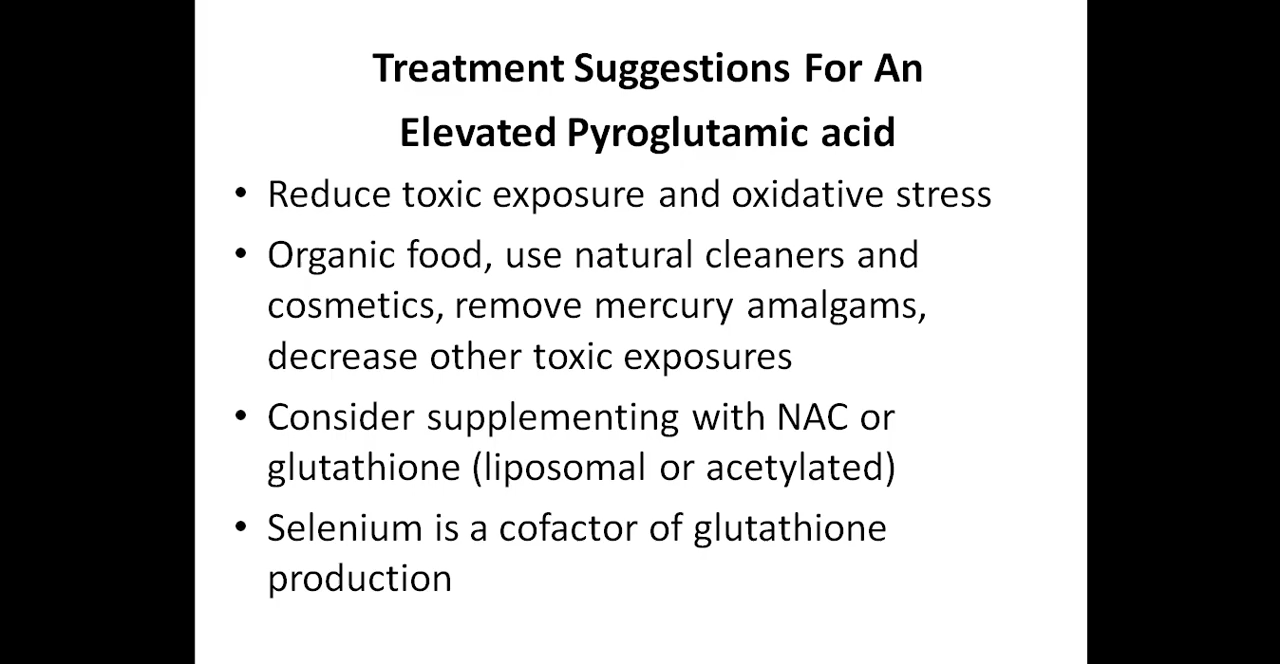 Treatment Suggestions For An
Elevated Pyroglutamic acid
• Reduce toxic exposure and oxidative stress
• Organic food, use natural cleaners and
cosmetics, remove mercury amalgams,
decrease other toxic exposures
• Consider supplementing with NAC or
glutathione (liposomal or acetylated)
• Selenium is a cofactor of glutathione
production